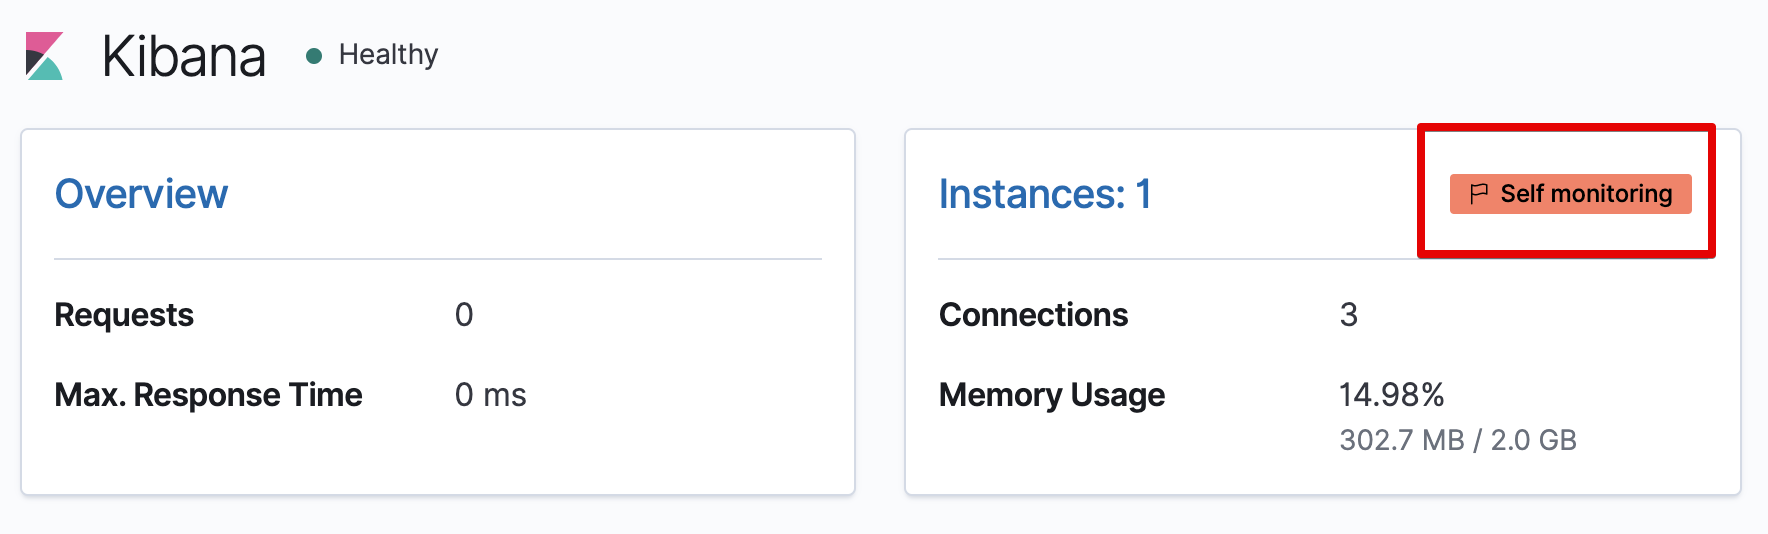 Kibana Healthy
Overview
Requests 0
Max. Response Time 0 ms
Instances: 1 Self monitoring
Connections 3
Memory Usage 14.98%
302.7 MB / 2.0 GB